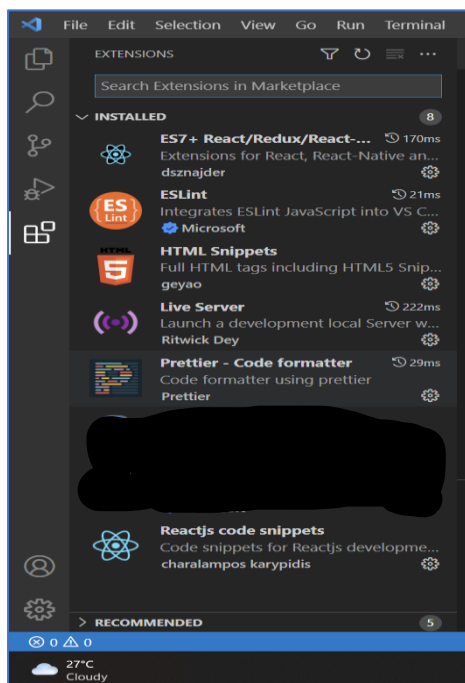 File Edit Selection View Go Run Terminal
EXTENSIONS
Search Extensions in Marketplace
INSTALLED 8
ES7+ React/Redux/React-... 170ms
Extensions for React, React-Native an...
dsznajder
ES
Lint
ESLint 21ms
Integrates ESLint JavaScript into VS C...
Microsoft
HTML
5
HTML Snippets
Full HTML tags including HTML5 Snip...
geyao
Live Server 222ms
Launch a development local Server w...
Ritwick Dey
Prettier - Code formatter 29ms
Code formatter using prettier
Prettier
Reactjs code snippets
Code snippets for Reactjs developme...
charalampos karypidis
RECOMMENDED 5
0 0
27°C
Cloudy